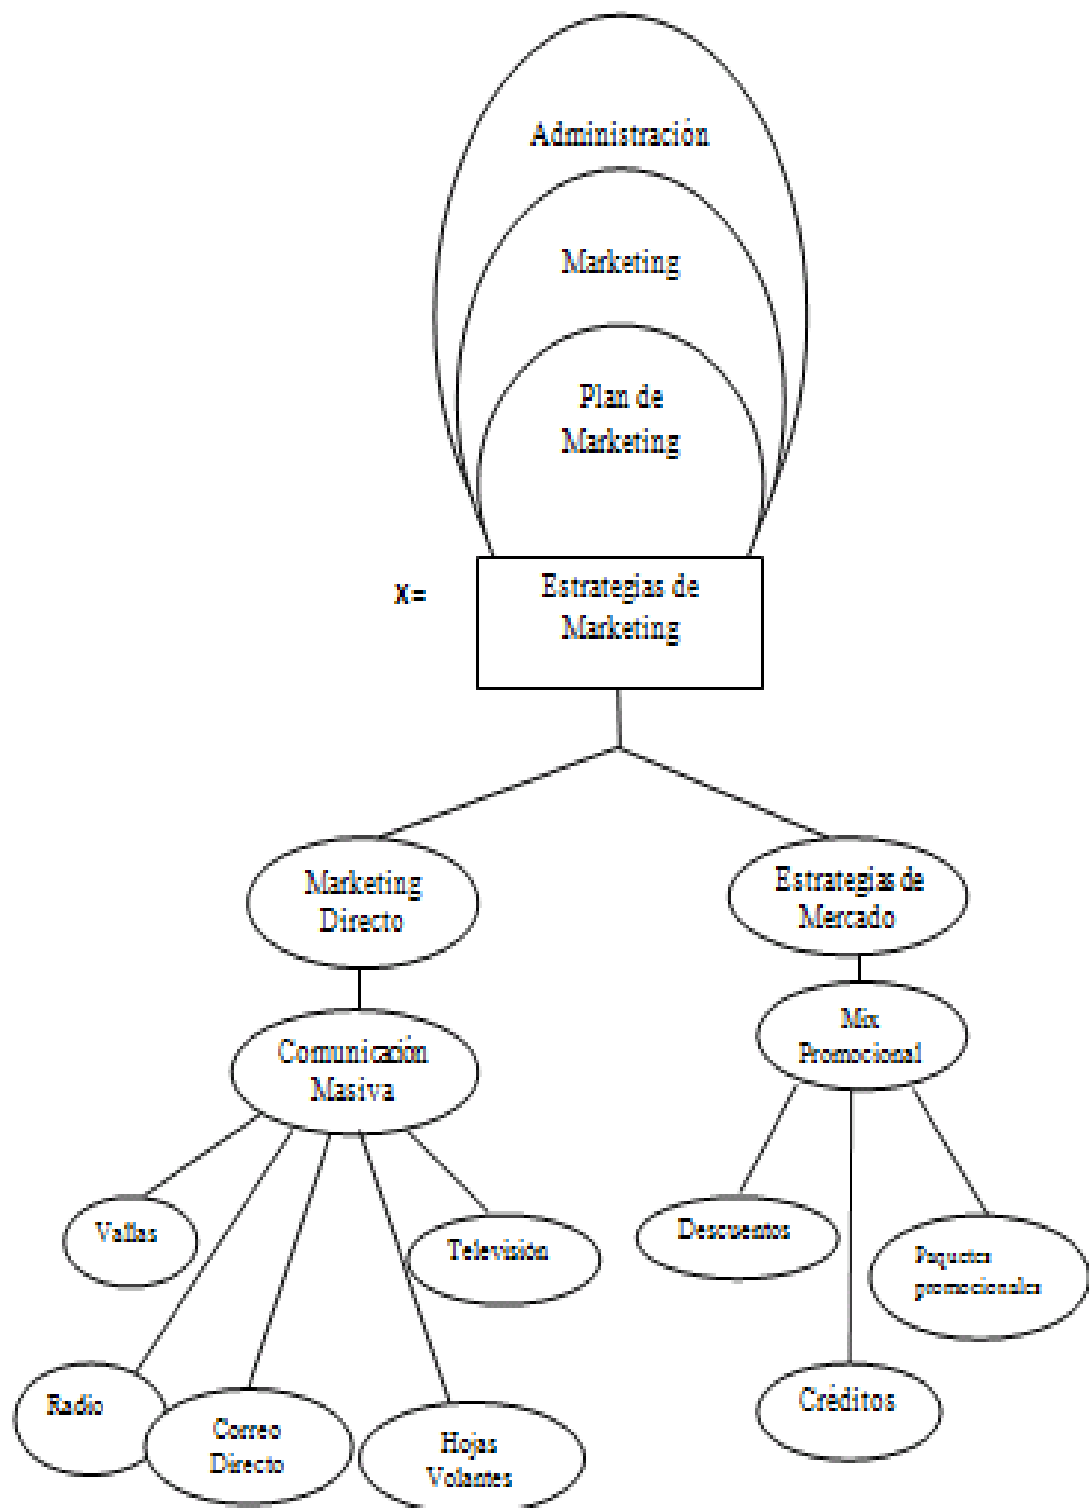 Administración
Marketing
Plan de
Marketing
X=
Estrategias de
Marketing
Marketing
Directo
Estrategias de
Mercado
Comunicación
Masiva
Mix
Promocional
Vallas
Televisión
Descuentos
Paquetes
promocionales
Radio
Correo
Directo
Hojas
Volantes
Créditos